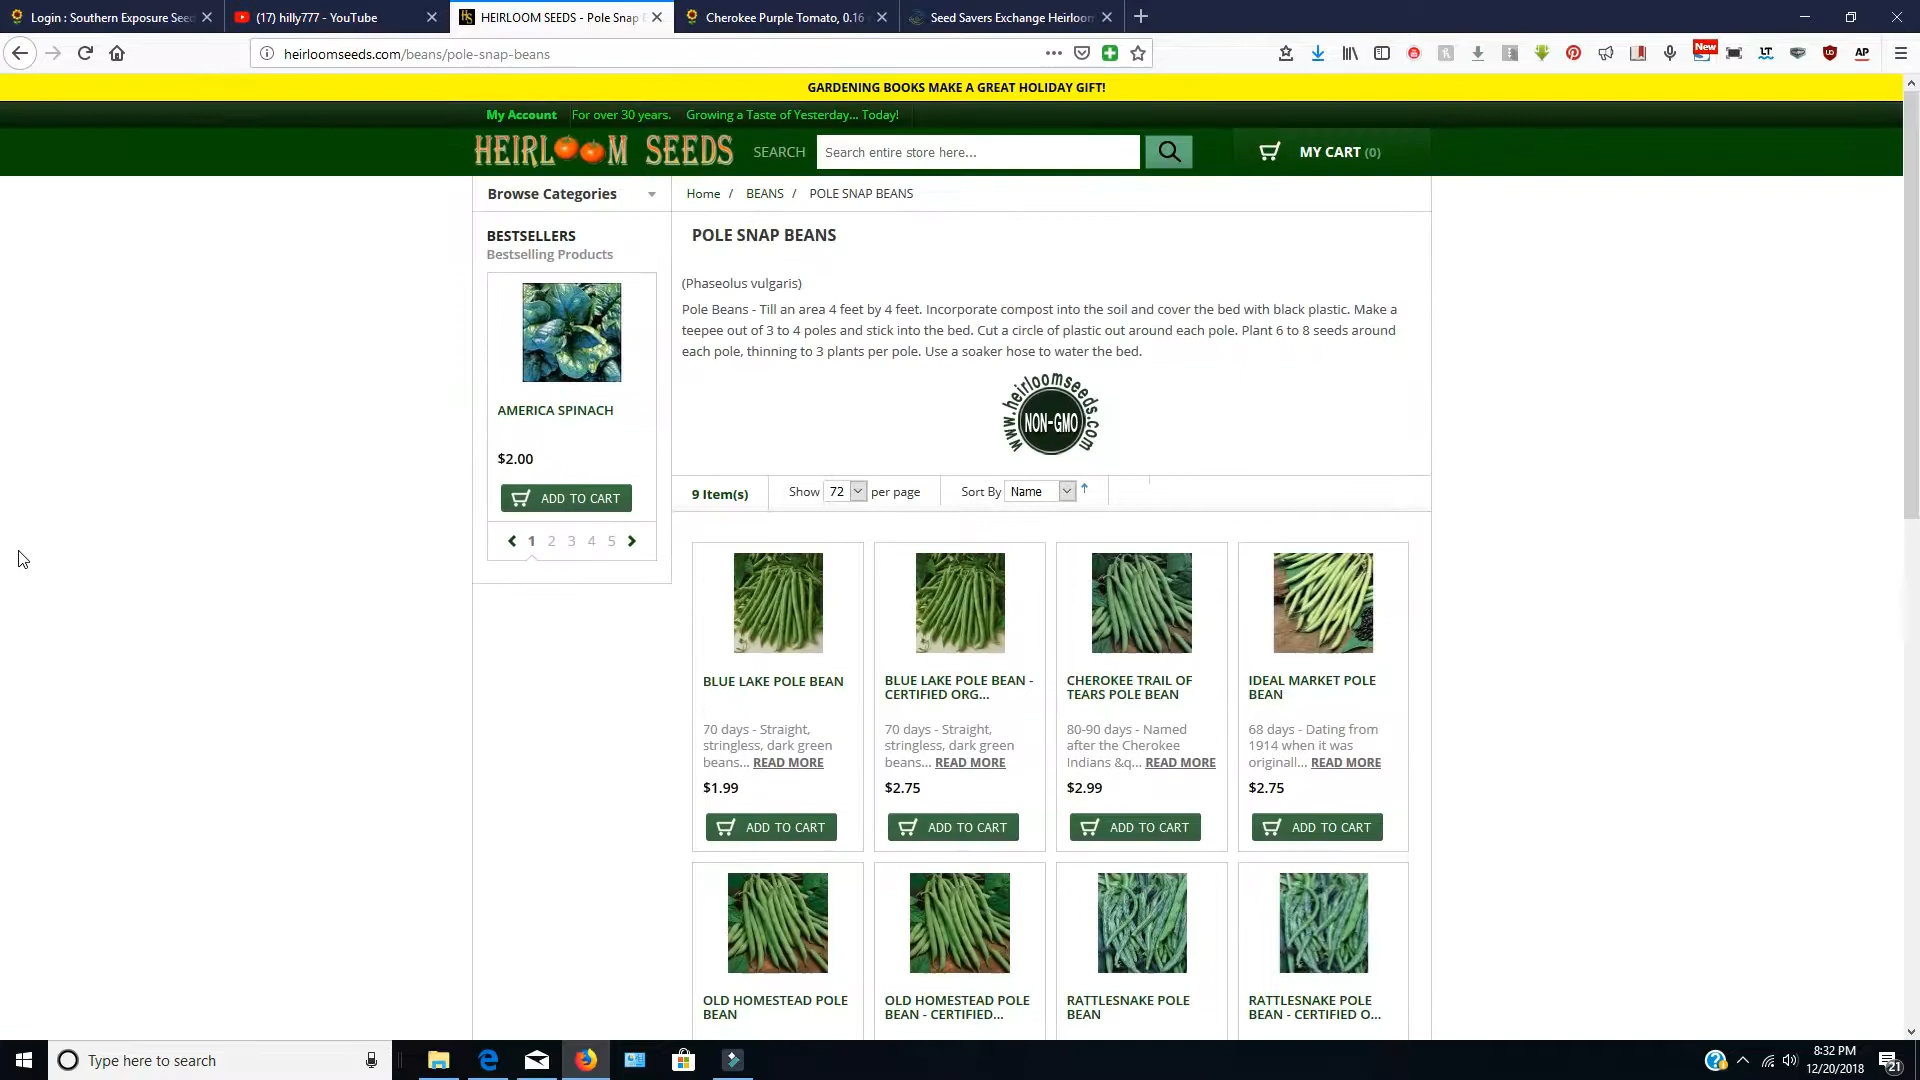 Login : Southern Exposure See
(17) hilly777 - YouTube
HEIRLOOM SEEDS - Pole Snap B
Cherokee Purple Tomato, 0.16
Seed Savers Exchange Heirloom
heirloomseeds.com/beans/pole-snap-beans
New
LT
AP
GARDENING BOOKS MAKE A GREAT HOLIDAY GIFT!
My Account
For over 30 years.
Growing a Taste of Yesterday... Today!
HEIRLOOM SEEDS
SEARCH
Search entire store here...
MY CART (0)
Browse Categories
Home / BEANS / POLE SNAP BEANS
BESTSELLERS
Bestselling Products
AMERICA SPINACH
$2.00
ADD TO CART
1 2 3 4 5
POLE SNAP BEANS
(Phaseolus vulgaris)
Pole Beans - Till an area 4 feet by 4 feet. Incorporate compost into the soil and cover the bed with black plastic. Make a
teepee out of 3 to 4 poles and stick into the bed. Cut a circle of plastic out around each pole. Plant 6 to 8 seeds around
each pole, thinning to 3 plants per pole. Use a soaker hose to water the bed.
www.heirloomseeds.com
NON-GMO
9 Item(s)
Show 72 per page
Sort By Name
BLUE LAKE POLE BEAN
70 days - Straight,
stringless, dark green
beans... READ MORE
$1.99
ADD TO CART
BLUE LAKE POLE BEAN -
CERTIFIED ORG...
70 days - Straight,
stringless, dark green
beans... READ MORE
$2.75
ADD TO CART
CHEROKEE TRAIL OF
TEARS POLE BEAN
80-90 days - Named
after the Cherokee
Indians &q... READ MORE
$2.99
ADD TO CART
IDEAL MARKET POLE
BEAN
68 days - Dating from
1914 when it was
originall... READ MORE
$2.75
ADD TO CART
OLD HOMESTEAD POLE
BEAN
OLD HOMESTEAD POLE
BEAN - CERTIFIED...
RATTLESNAKE POLE
BEAN
RATTLESNAKE POLE
BEAN - CERTIFIED O...
Type here to search
8:32 PM
12/20/2018
21